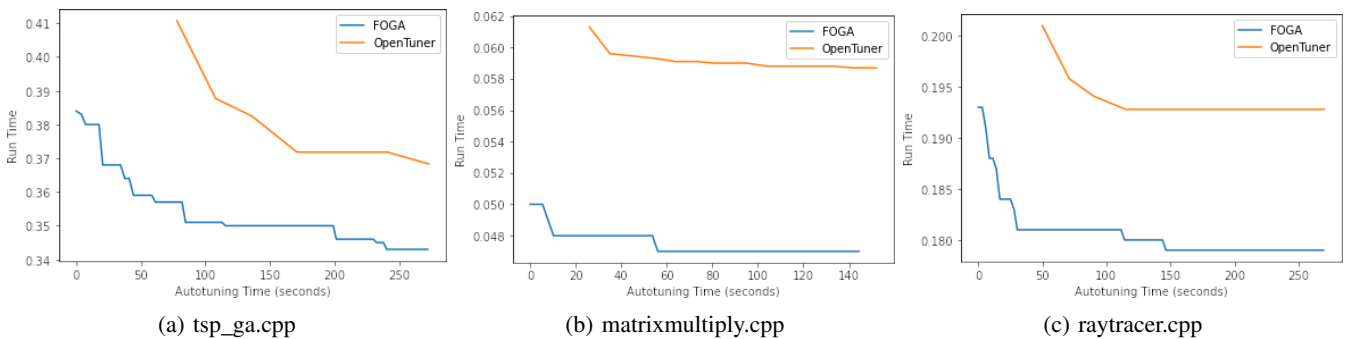 0.41
0.40
0.39
0.38
0.37
0.36
0.35
0.34
Run Time
FOGA
OpenTuner
0 50 100 150 200 250
Autotuning Time (seconds)
(a) tsp_ga.cpp
0.062
0.060
0.058
0.056
0.054
0.052
0.050
0.048
Run Time
FOGA
OpenTuner
0 20 40 60 80 100 120 140
Autotuning Time (seconds)
(b) matrixmultiply.cpp
0.200
0.195
0.190
0.185
0.180
Run Time
FOGA
OpenTuner
0 50 100 150 200 250
Autotuning Time (seconds)
(c) raytracer.cpp